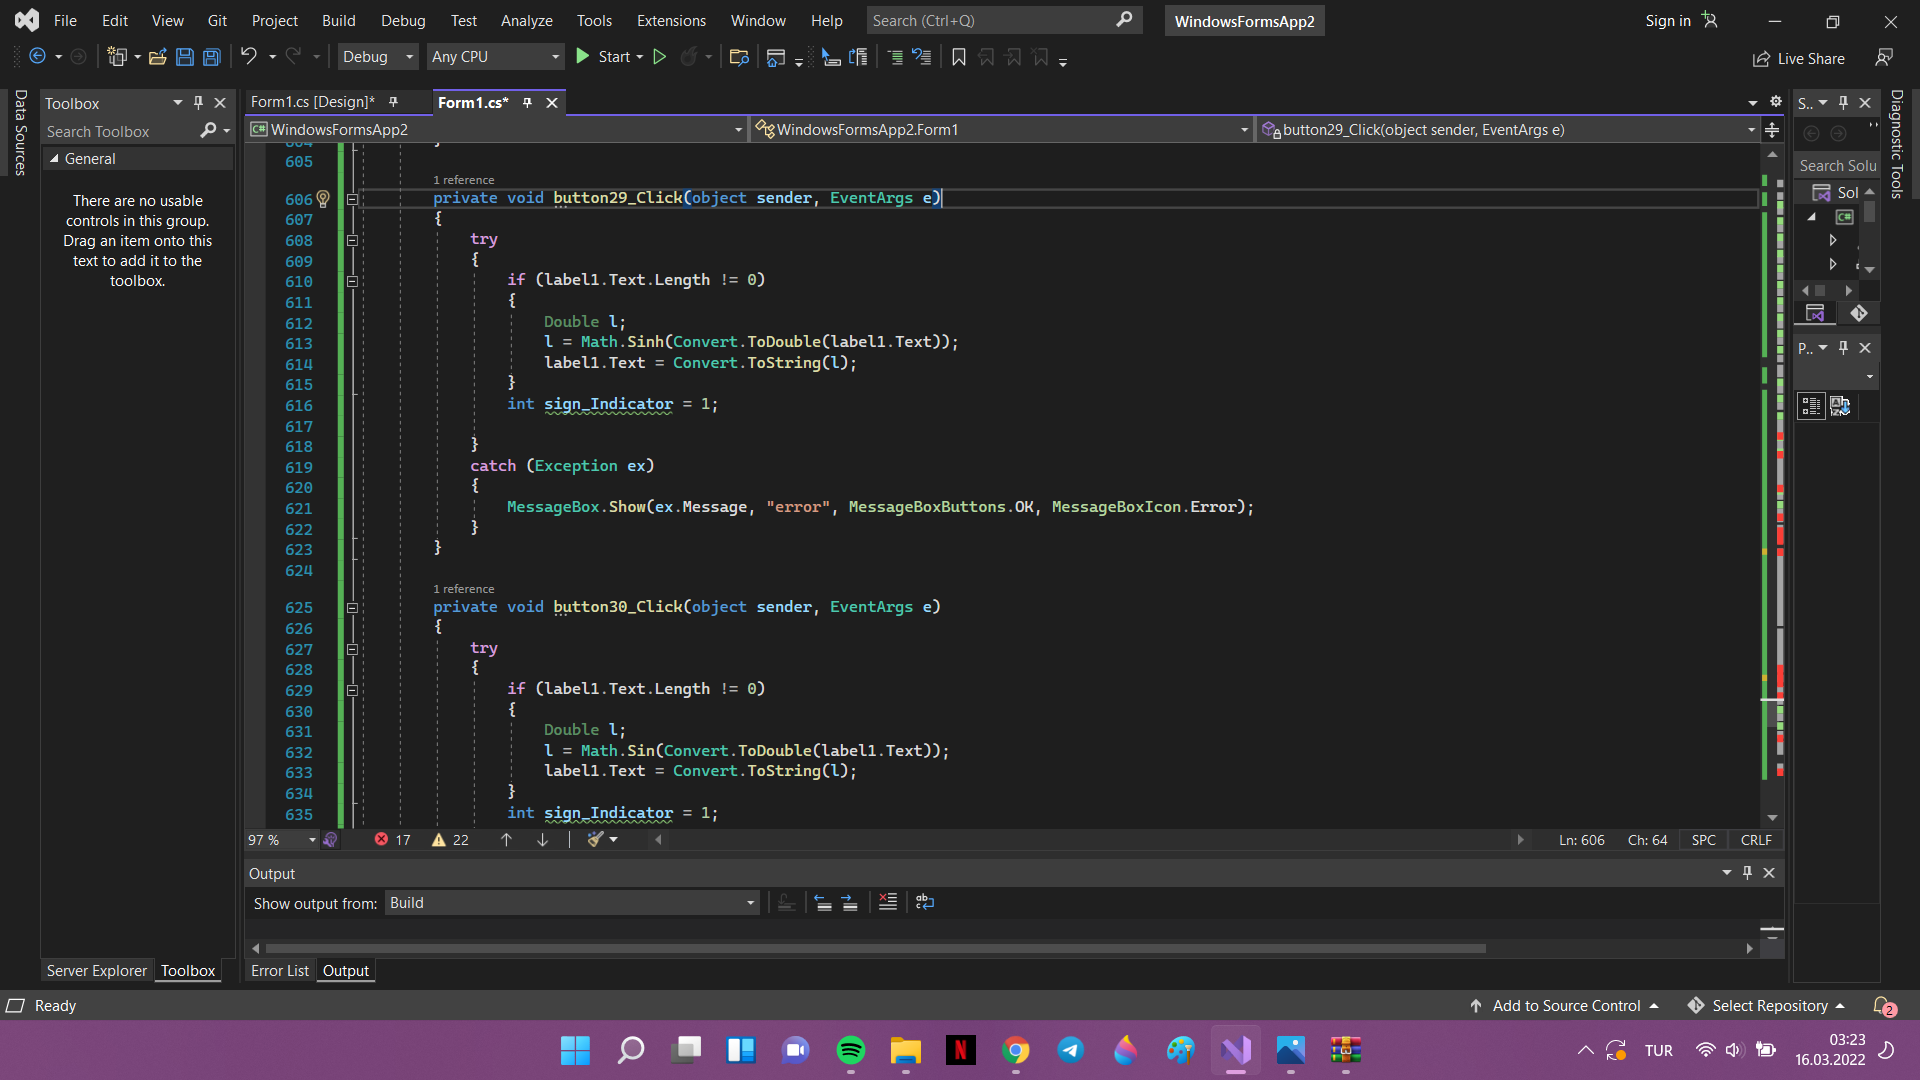 File Edit View Git Project Build Debug Test Analyze Tools Extensions Window Help Search (Ctrl+Q) WindowsFormsApp2 Sign in
Debug Any CPU Start Live Share
Data Sources
Toolbox
Search Toolbox
General
There are no usable
controls in this group.
Drag an item onto this
text to add it to the
toolbox.
Form1.cs [Design]* Form1.cs*
WindowsFormsApp2 WindowsFormsApp2.Form1 button29_Click(object sender, EventArgs e)
605
1 reference
606 private void button29_Click(object sender, EventArgs e)
607 {
608 try
609 {
610 if (label1.Text.Length != 0)
611 {
612 Double l;
613 l = Math.Sinh(Convert.ToDouble(label1.Text));
614 label1.Text = Convert.ToString(l);
615 }
616 int sign_Indicator = 1;
617
618 }
619 catch (Exception ex)
620 {
621 MessageBox.Show(ex.Message, "error", MessageBoxButtons.OK, MessageBoxIcon.Error);
622 }
623 }
624
1 reference
625 private void button30_Click(object sender, EventArgs e)
626 {
627 try
628 {
629 if (label1.Text.Length != 0)
630 {
631 Double l;
632 l = Math.Sin(Convert.ToDouble(label1.Text));
633 label1.Text = Convert.ToString(l);
634 }
635 int sign_Indicator = 1;
97 % 17 22 Ln: 606 Ch: 64 SPC CRLF
Output
Show output from: Build
Server Explorer Toolbox Error List Output
S..
Search Solu
Sol
P..
Diagnostic Tools
Ready Add to Source Control Select Repository 2
TUR 03:23
16.03.2022